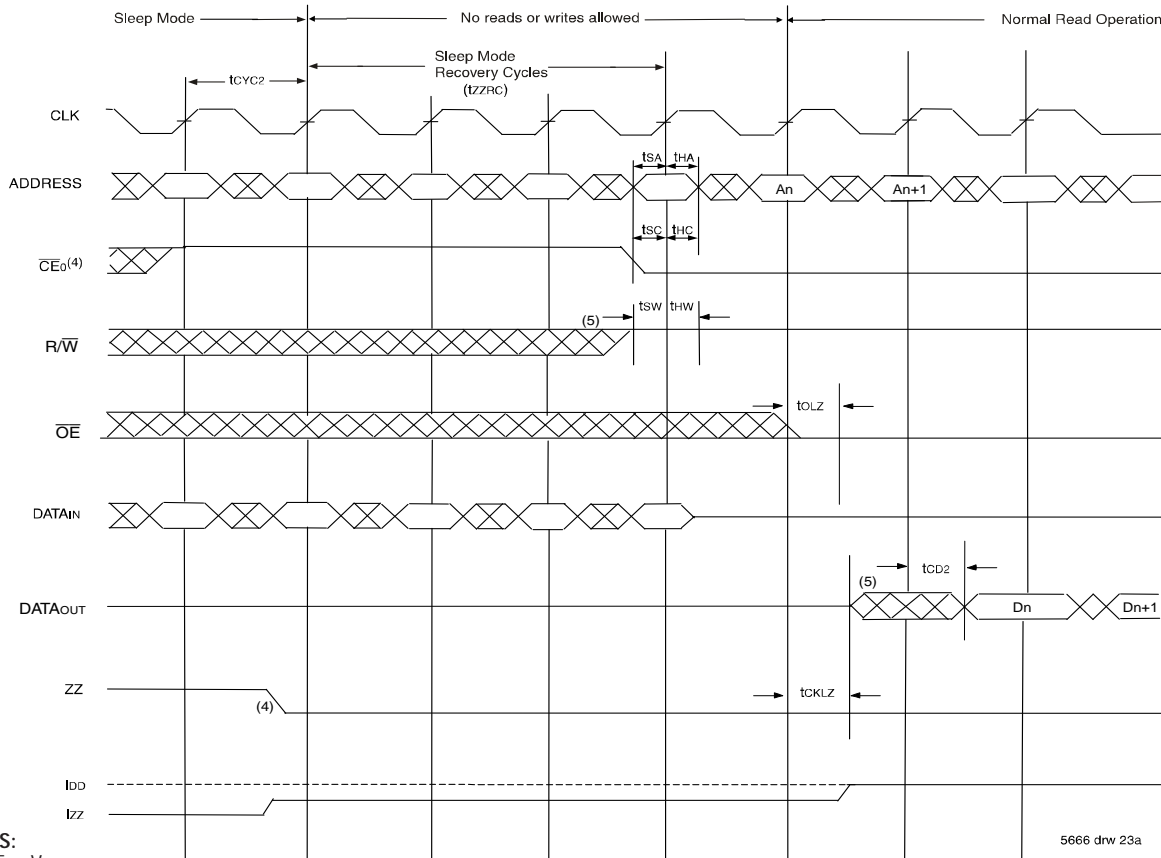 Sleep Mode
No reads or writes allowed
Normal Read Operation
Sleep Mode
Recovery Cycles
(tZZRC)
tCYC2
CLK
tSA tHA
ADDRESS
An
An+1
tSC tHC
CE0(4)
tSW tHW
(5)
R/W
tOLZ
OE
DATAIN
tCD2
(5)
DATAOUT
Dn
Dn+1
ZZ
(4)
tCKLZ
IDD
IZZ
5666 drw 23a
S: